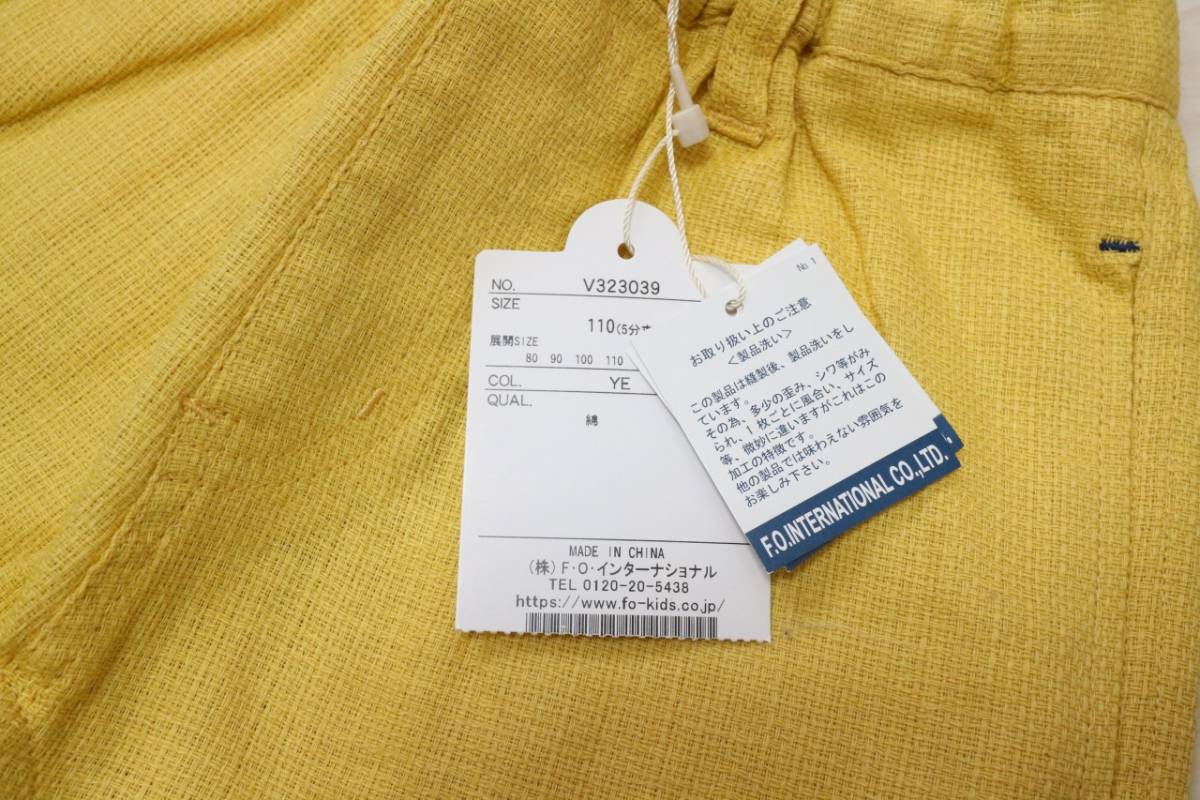 NO. V323039
SIZE
110(5分
展開SIZE
80 90 100 110
COL. YE
QUAL.
綿
MADE IN CHINA
(株)F・O・インターナショナル
TEL 0120-20-5438
https://www.fo-kids.co.jp/
No. 1
お取り扱い上のご注意
＜製品洗い＞
この製品は縫製後、製品洗いをし
ています。
その為、多少の歪み、シワ等がみ
られ、1枚ごとに風合い、サイズ
等、微妙に違いますがこれはこの
加工の特徴です。
他の製品では味わえない雰囲気を
お楽しみ下さい。
F.O.INTERNATIONAL CO.,LTD.